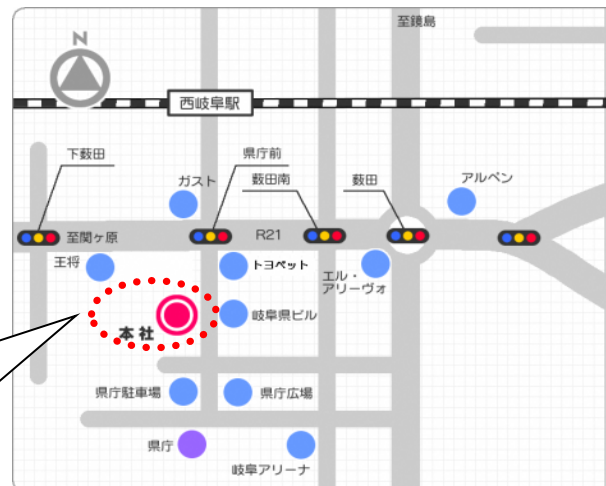 至鏡島
N
西岐阜駅
下薮田
県庁前
ガスト
薮田南
薮田
アルペン
至関ヶ原
R21
王将
トヨペット
エル・
アリーヴォ
本社
岐阜県ビル
県庁駐車場
県庁広場
県庁
岐阜アリーナ